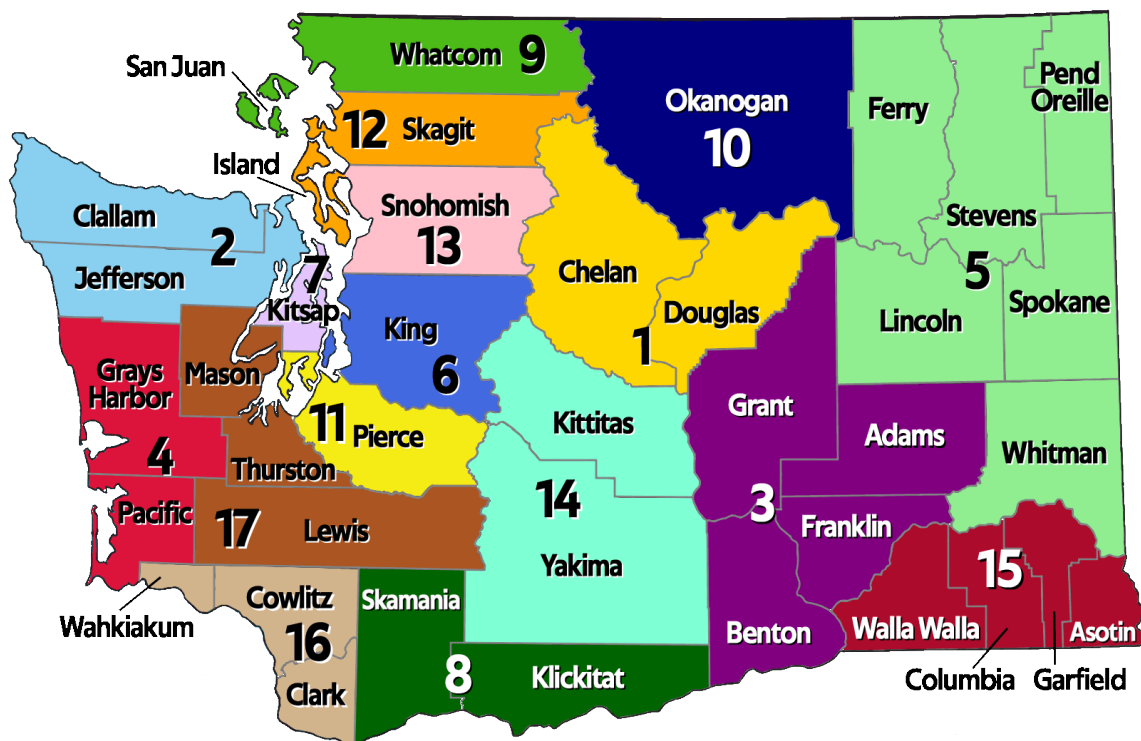 Whatcom 9
San Juan
Okanogan
10
Ferry
Pend
Oreille
12 Skagit
Island
Snohomish
13
Clallam
2
Jefferson
Stevens
5
7
Kitsap
Chelan
Douglas
1
Lincoln
Spokane
King
6
Grays
Harbor
4
Mason
11 Pierce
Kittitas
Grant
Adams
Whitman
Thurston
14
3
Pacific
17 Lewis
Franklin
Yakima
15
Cowlitz
16
Clark
Skamania
Wahkiakum
Benton
Walla Walla
Asotin
8 Klickitat
Columbia
Garfield